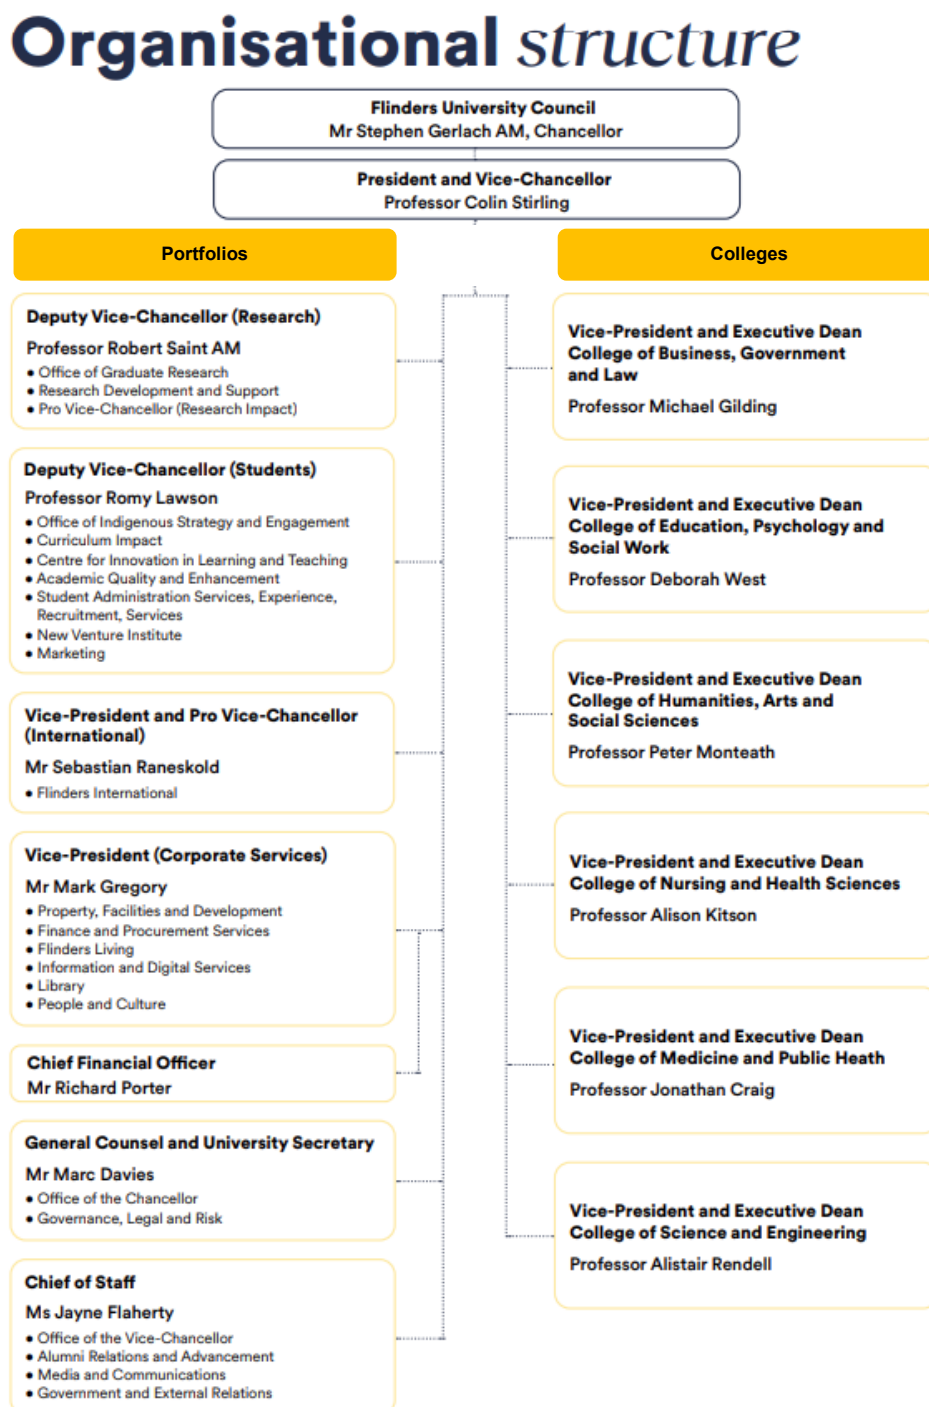 Organisational structure
Flinders University Council
Mr Stephen Gerlach AM, Chancellor
President and Vice-Chancellor
Professor Colin Stirling
Portfolios
Deputy Vice-Chancellor (Research)
Professor Robert Saint AM
• Office of Graduate Research
• Research Development and Support
• Pro Vice-Chancellor (Research Impact)
Deputy Vice-Chancellor (Students)
Professor Romy Lawson
• Office of Indigenous Strategy and Engagement
• Curriculum Impact
• Centre for Innovation in Learning and Teaching
• Academic Quality and Enhancement
• Student Administration Services, Experience,
Recruitment, Services
• New Venture Institute
• Marketing
Vice-President and Pro Vice-Chancellor
(International)
Mr Sebastian Raneskold
• Flinders International
Vice-President (Corporate Services)
Mr Mark Gregory
• Property, Facilities and Development
• Finance and Procurement Services
• Flinders Living
• Information and Digital Services
• Library
• People and Culture
Chief Financial Officer
Mr Richard Porter
General Counsel and University Secretary
Mr Marc Davies
• Office of the Chancellor
• Governance, Legal and Risk
Chief of Staff
Ms Jayne Flaherty
• Office of the Vice-Chancellor
• Alumni Relations and Advancement
• Media and Communications
• Government and External Relations
Colleges
Vice-President and Executive Dean
College of Business, Government
and Law
Professor Michael Gilding
Vice-President and Executive Dean
College of Education, Psychology and
Social Work
Professor Deborah West
Vice-President and Executive Dean
College of Humanities, Arts and
Social Sciences
Professor Peter Monteath
Vice-President and Executive Dean
College of Nursing and Health Sciences
Professor Alison Kitson
Vice-President and Executive Dean
College of Medicine and Public Heath
Professor Jonathan Craig
Vice-President and Executive Dean
College of Science and Engineering
Professor Alistair Rendell